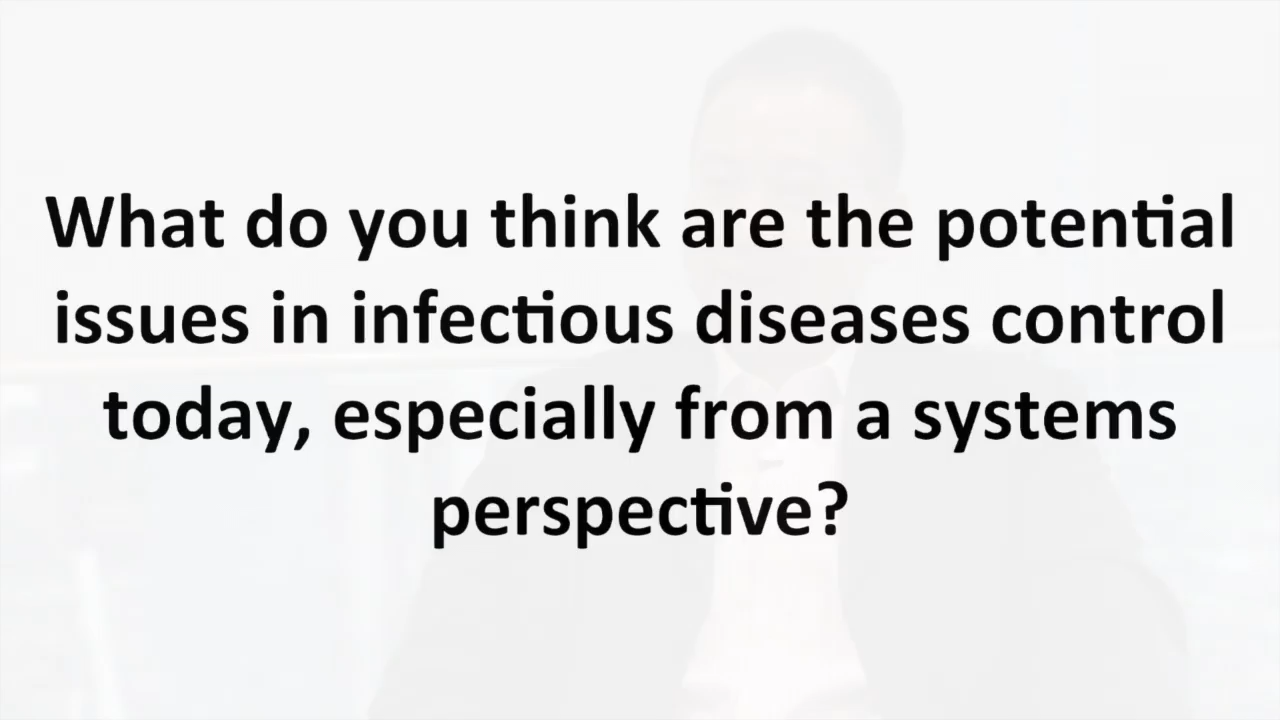 What do you think are the potential
issues in infectious diseases control
today, especially from a systems
perspective?